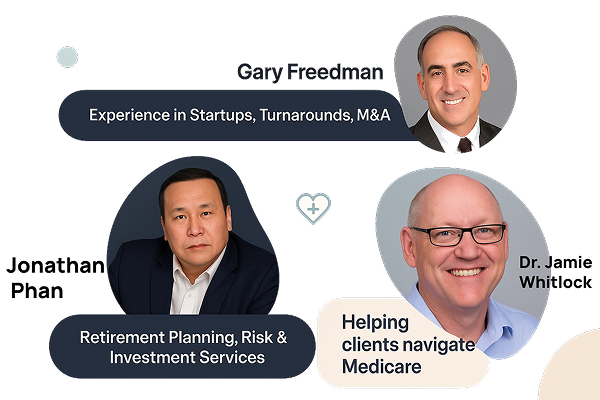 Gary Freedman
Experience in Startups, Turnarounds, M&A
Jonathan
Phan
Retirement Planning, Risk &
Investment Services
Dr. Jamie
Whitlock
Helping
clients navigate
Medicare